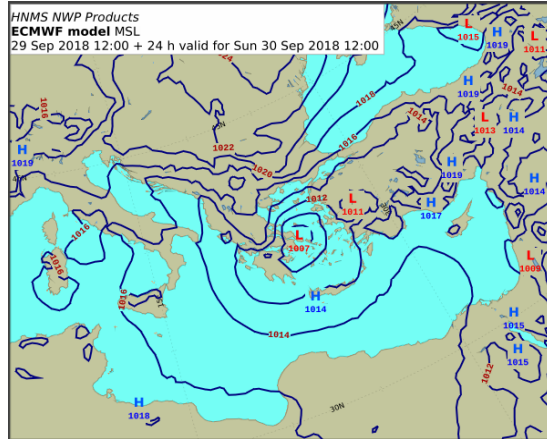 HNMS NWP Products
ECMWF model MSL
29 Sep 2018 12:00 + 24 h valid for Sun 30 Sep 2018 12:00
1024
45N
L
1015
H
1019
L
1011
1016
H
1019
1018
1014
1014
L
1013
H
1014
H
1019
1022
1016
1020
H
1019
H
1014
1012
L
1011
H
1017
1016
L
1007
1016
L
1009
1016
H
1014
H
1015
1014
H
1015
1012
H
1018
30N